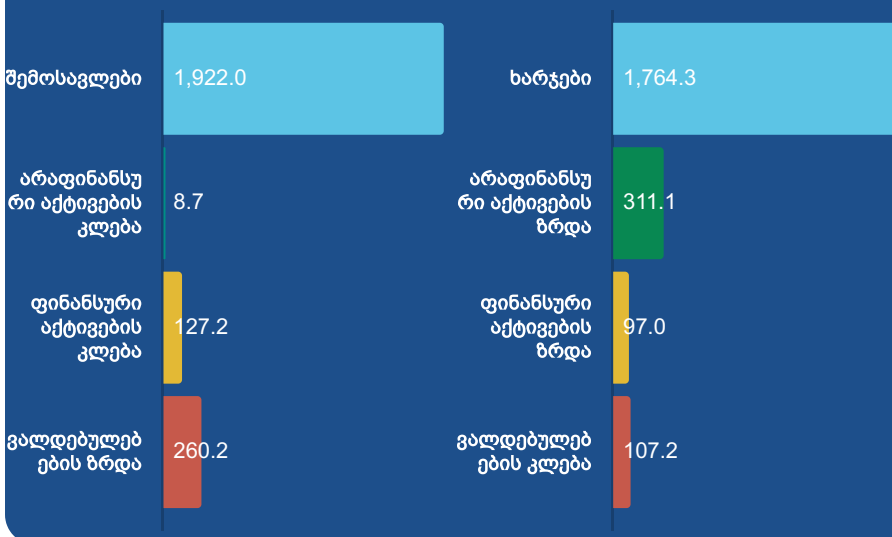 შემოსავლები
1,922.0
არაფინანსუ
რი აქტივების
კლება
8.7
ფინანსური
აქტივების
კლება
127.2
ვალდებულებ
ების ზრდა
260.2
ხარჯები
1,764.3
არაფინანსუ
რი აქტივების
ზრდა
311.1
ფინანსური
აქტივების
ზრდა
97.0
ვალდებულებ
ების კლება
107.2